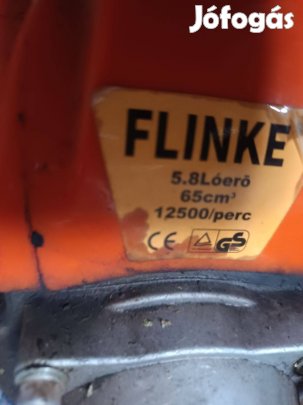 Jófogás
FLINKE
5.8Lóerő
65cm³
12500/perc
CE GS